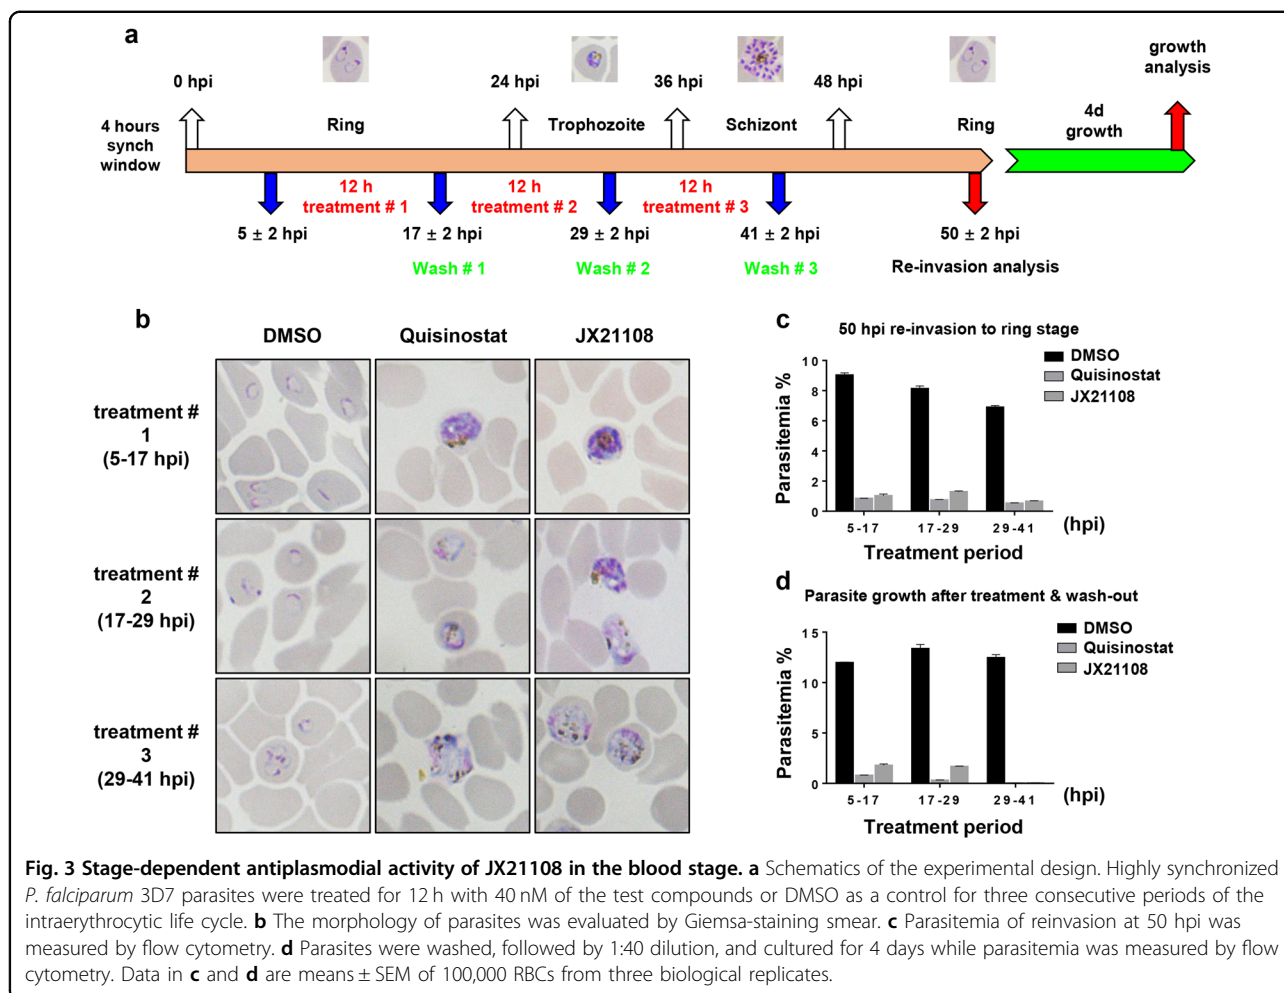 a
growth
analysis
0 hpi
24 hpi
36 hpi
48 hpi
4 hours
synch
window
Ring
Trophozoite
Schizont
Ring
4d
growth
12 h
treatment # 1
12 h
treatment # 2
12 h
treatment # 3
5 ± 2 hpi
17 ± 2 hpi
29 ± 2 hpi
41 ± 2 hpi
50 ± 2 hpi
Wash # 1
Wash # 2
Wash # 3
Re-invasion analysis
b
DMSO
Quisinostat
JX21108
treatment #
1
(5-17 hpi)
treatment #
2
(17-29 hpi)
treatment #
3
(29-41 hpi)
c
50 hpi re-invasion to ring stage
DMSO
Quisinostat
JX21108
Parasitemia %
10
8
6
4
2
0
5-17
17-29
29-41
(hpi)
Treatment period
d
Parasite growth after treatment & wash-out
DMSO
Quisinostat
JX21108
Parasitemia %
15
10
5
0
5-17
17-29
29-41
(hpi)
Treatment period
Fig. 3 Stage-dependent antiplasmodial activity of JX21108 in the blood stage. a Schematics of the experimental design. Highly synchronized
P. falciparum 3D7 parasites were treated for 12 h with 40 nM of the test compounds or DMSO as a control for three consecutive periods of the
intraerythrocytic life cycle. b The morphology of parasites was evaluated by Giemsa-staining smear. c Parasitemia of reinvasion at 50 hpi was
measured by flow cytometry. d Parasites were washed, followed by 1:40 dilution, and cultured for 4 days while parasitemia was measured by flow
cytometry. Data in c and d are means ± SEM of 100,000 RBCs from three biological replicates.